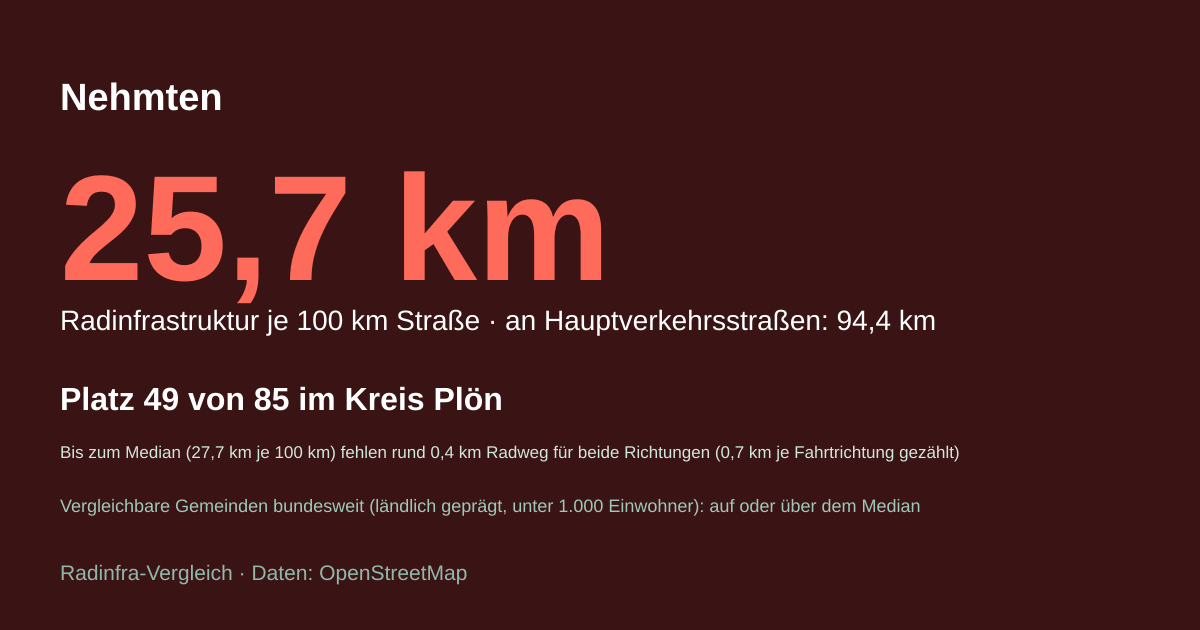 Nehmten
25,7 km
Radinfrastruktur je 100 km Straße · an Hauptverkehrsstraßen: 94,4 km
Platz 49 von 85 im Kreis Plön
Bis zum Median (27,7 km je 100 km) fehlen rund 0,4 km Radweg für beide Richtungen (0,7 km je Fahrtrichtung gezählt)
Vergleichbare Gemeinden bundesweit (ländlich geprägt, unter 1.000 Einwohner): auf oder über dem Median
Radinfra-Vergleich · Daten: OpenStreetMap